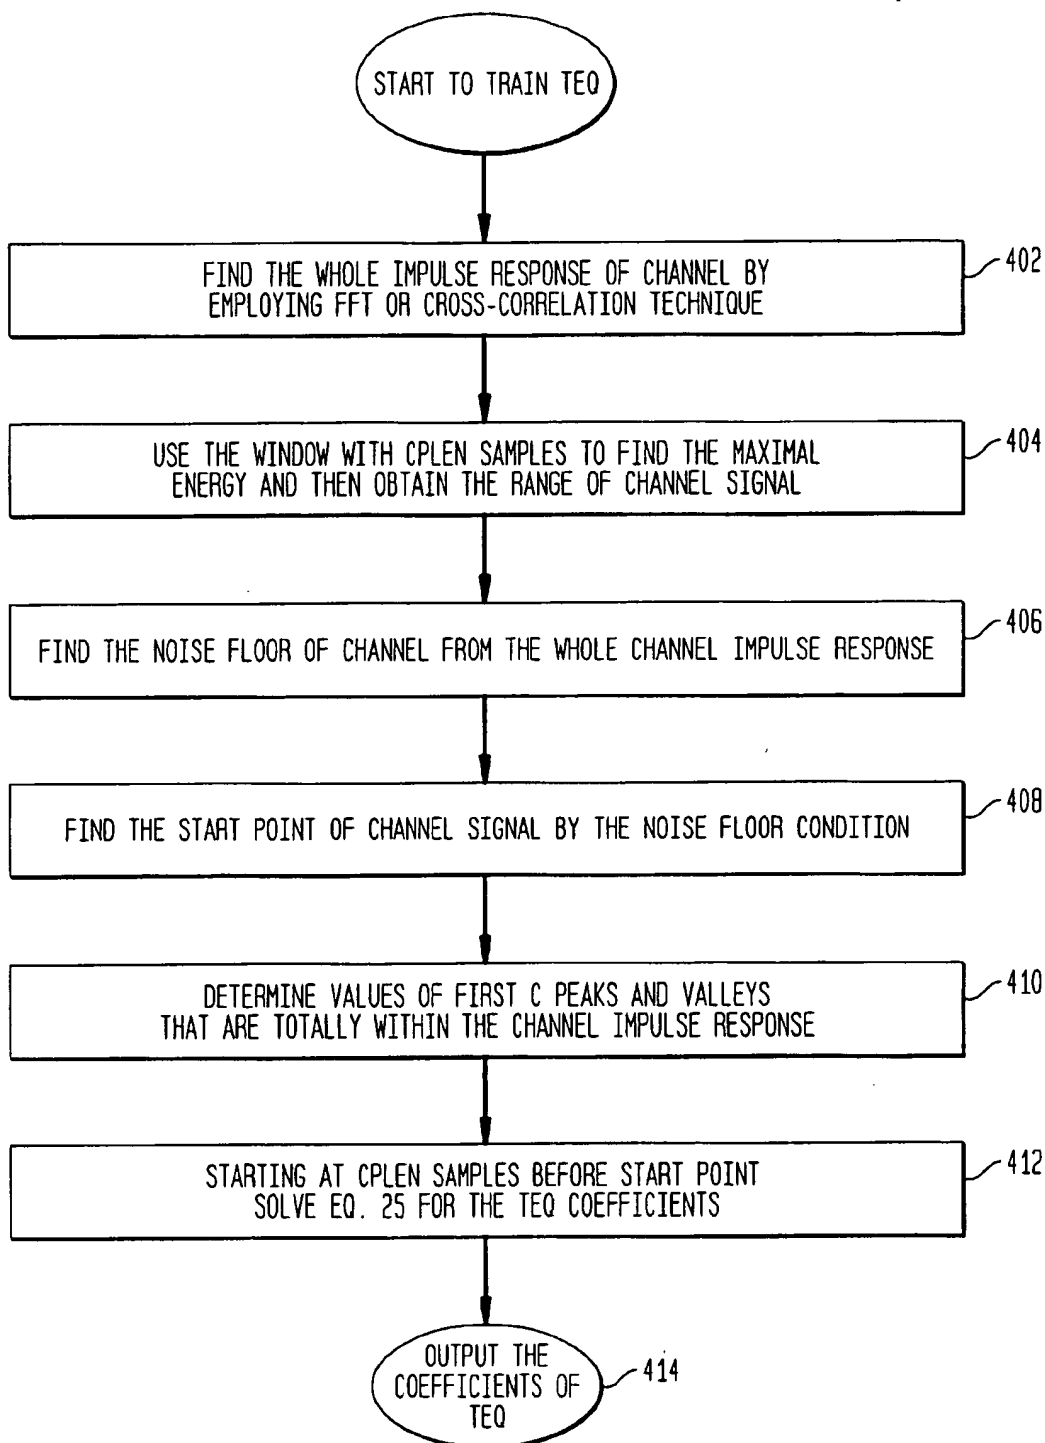 START TO TRAIN TEQ
FIND THE WHOLE IMPULSE RESPONSE OF CHANNEL BY
EMPLOYING FFT OR CROSS-CORRELATION TECHNIQUE
402
USE THE WINDOW WITH CPLEN SAMPLES TO FIND THE MAXIMAL
ENERGY AND THEN OBTAIN THE RANGE OF CHANNEL SIGNAL
404
FIND THE NOISE FLOOR OF CHANNEL FROM THE WHOLE CHANNEL IMPULSE RESPONSE
406
FIND THE START POINT OF CHANNEL SIGNAL BY THE NOISE FLOOR CONDITION
408
DETERMINE VALUES OF FIRST C PEAKS AND VALLEYS
THAT ARE TOTALLY WITHIN THE CHANNEL IMPULSE RESPONSE
410
STARTING AT CPLEN SAMPLES BEFORE START POINT
SOLVE EQ. 25 FOR THE TEQ COEFFICIENTS
412
OUTPUT THE
COEFFICIENTS OF
TEQ
414